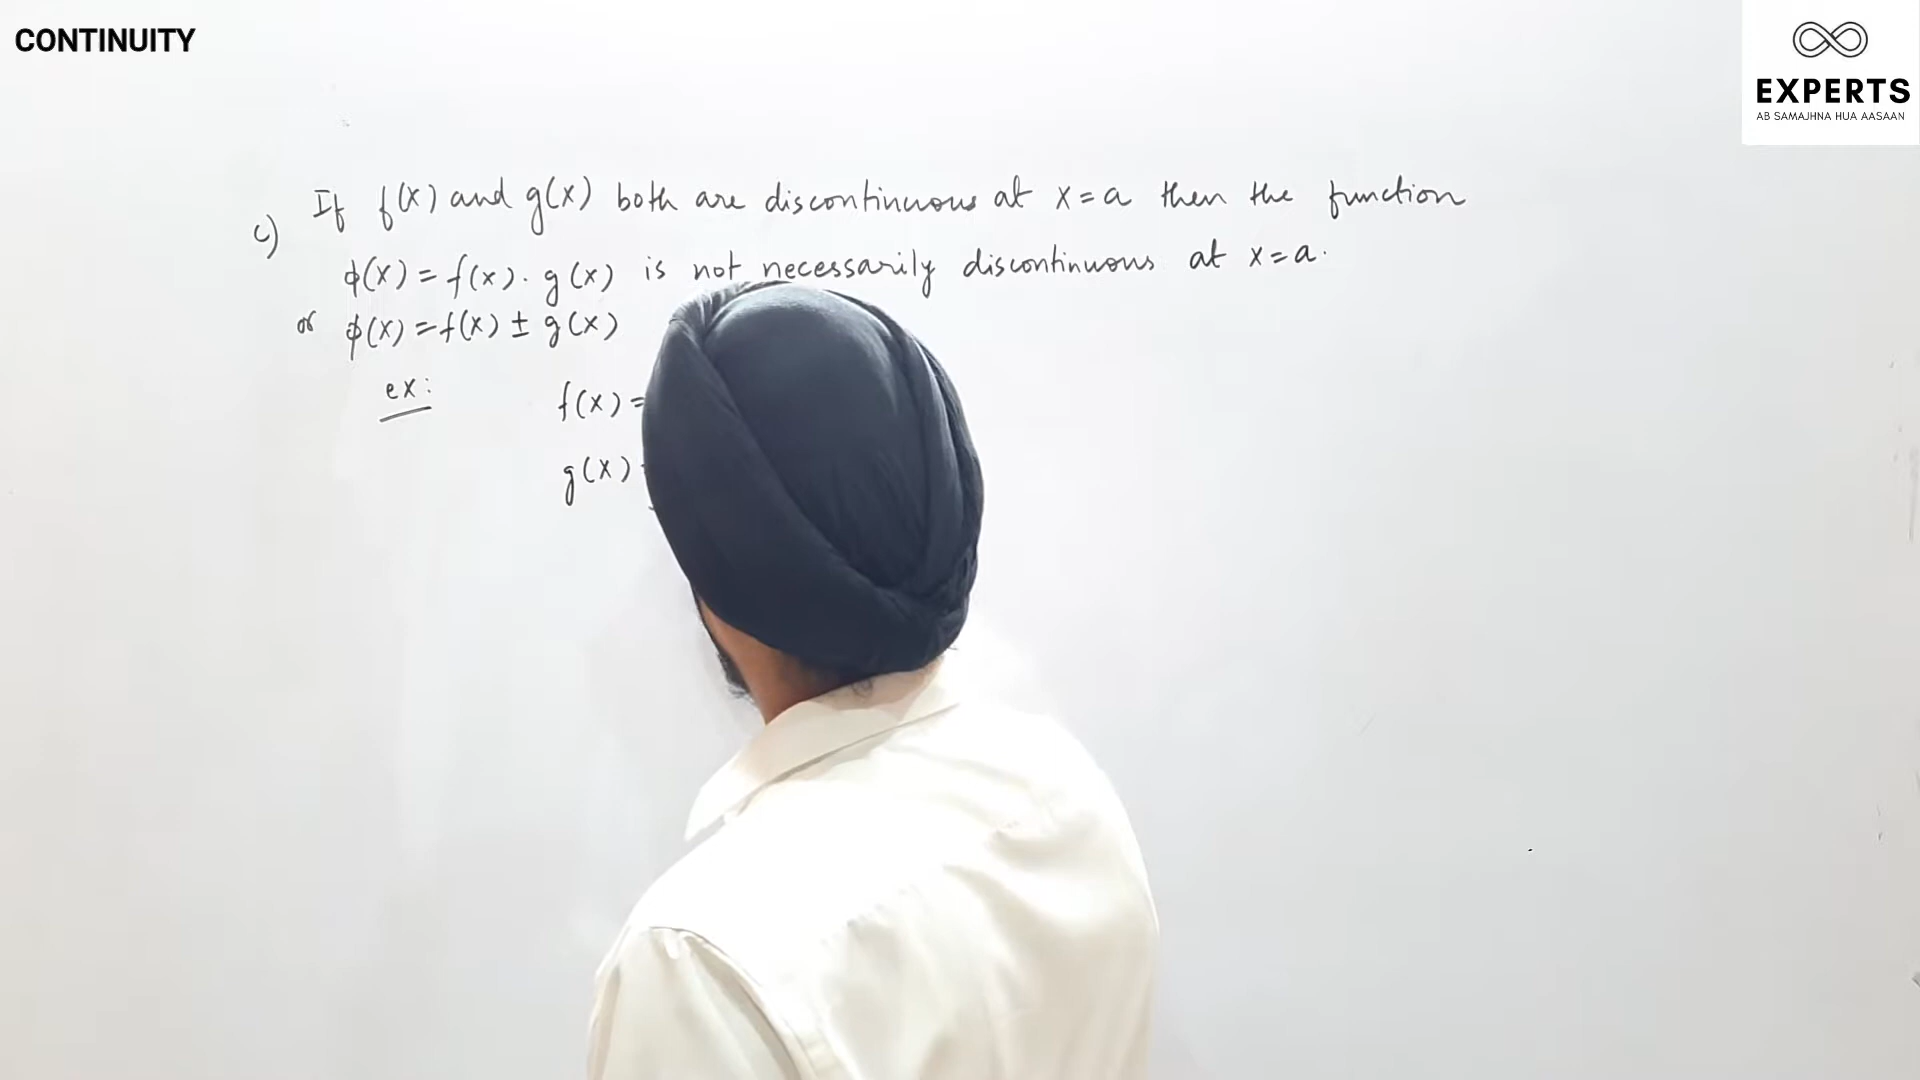 CONTINUITY
EXPERTS
AB SAMAJHNA HUA AASAAN
c) If f(x) and g(x) both are discontinuous at x=a then the function
ϕ(x) = f(x). g(x) is not necessarily discontinuous at x=a.
or ϕ(x) = f(x) ± g(x)
ex: f(x) =
g(x)